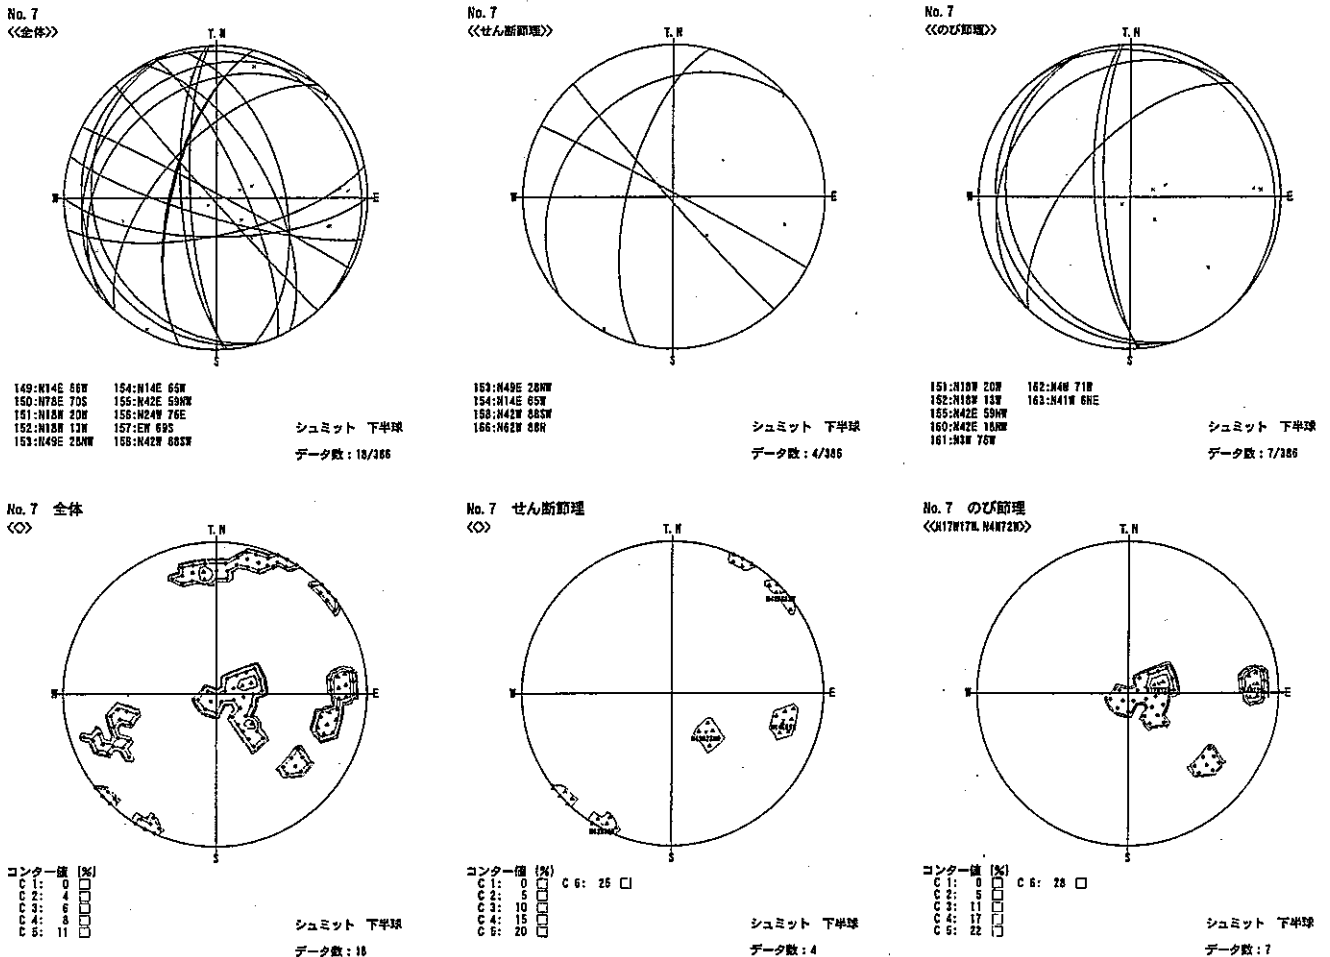 No. 7
《全体》
T. N
W
E
S
149:N14E 66W 154:N14E 65W
150:N78E 70S 155:N42E 59NW
151:N18W 20W 156:N24W 76E
152:N18W 13W 157:EW 69S
153:N49E 28NW 158:N42W 88SW
シュミット 下半球
データ数:18/386
No. 7
《せん断節理》
T. N
W
E
S
153:N49E 28NW
154:N14E 65W
158:N42W 88SW
166:N62W 88N
シュミット 下半球
データ数:4/386
No. 7
《のび節理》
T. N
W
E
S
151:N18W 20W 162:N4W 71W
152:N18W 13W 163:N41W 6NE
155:N42E 59NW
160:N42E 18NW
161:N3W 76W
シュミット 下半球
データ数:7/386
No. 7 全体
《◇》
T. N
W
E
S
コンター値 (%)
C 1: 0
C 2: 4
C 3: 6
C 4: 8
C 5: 11
シュミット 下半球
データ数:18
No. 7 せん断節理
《◇》
T. N
W
E
S
コンター値 (%)
C 1: 0 C 6: 25
C 2: 5
C 3: 10
C 4: 15
C 5: 20
シュミット 下半球
データ数:4
No. 7 のび節理
《N17W17W, N4W72W》
T. N
W
E
S
コンター値 (%)
C 1: 0 C 6: 28
C 2: 5
C 3: 11
C 4: 17
C 5: 22
シュミット 下半球
データ数:7